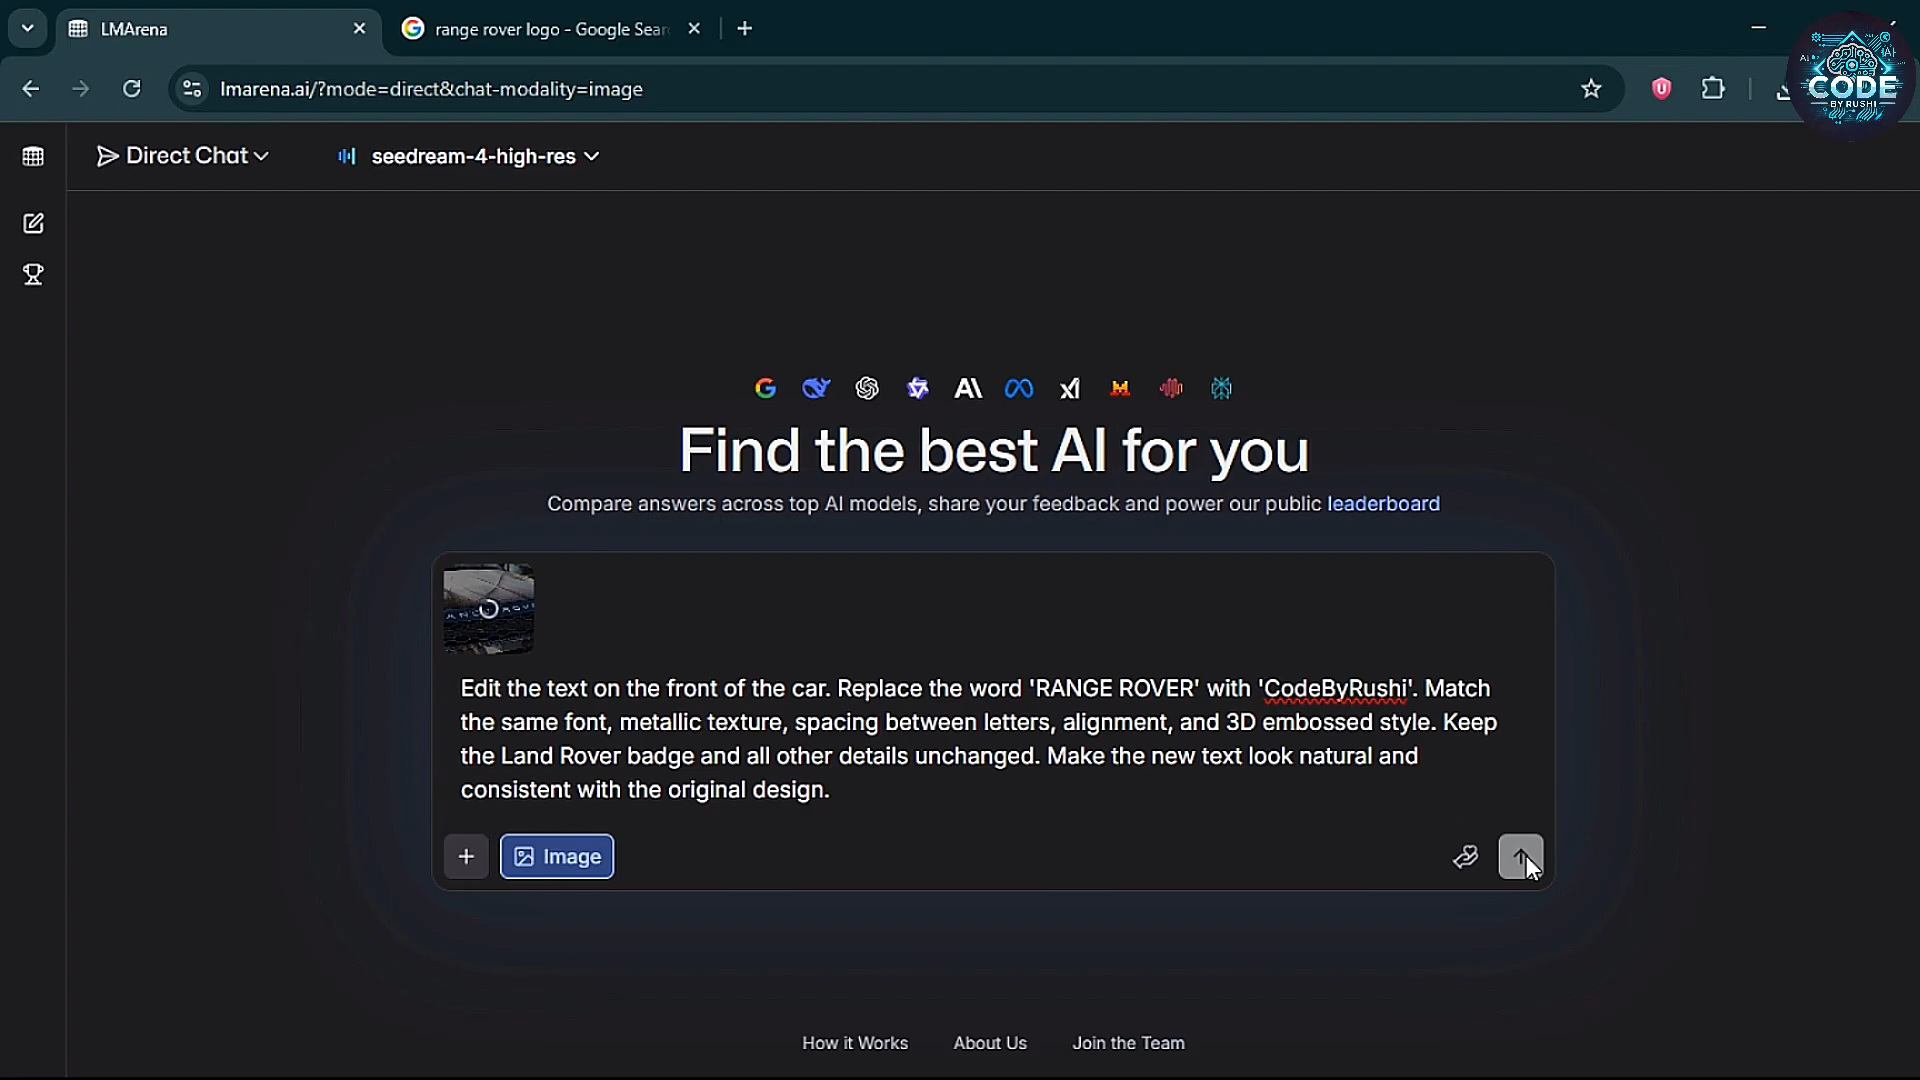 LMArena
range rover logo - Google Sear
lmarena.ai/?mode=direct&chat-modality=image
AI
AI
CODE
BY RUSHI
Direct Chat
seedream-4-high-res
Find the best AI for you
Compare answers across top AI models, share your feedback and power our public leaderboard
Edit the text on the front of the car. Replace the word 'RANGE ROVER' with 'CodeByRushi'. Match
the same font, metallic texture, spacing between letters, alignment, and 3D embossed style. Keep
the Land Rover badge and all other details unchanged. Make the new text look natural and
consistent with the original design.
Image
How it Works
About Us
Join the Team